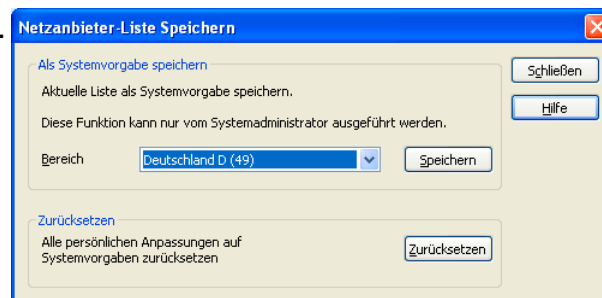 Netzanbieter-Liste Speichern
Als Systemvorgabe speichern
Schließen
Aktuelle Liste als Systemvorgabe speichern.
Hilfe
Diese Funktion kann nur vom Systemadministrator ausgeführt werden.
Bereich Deutschland D (49) Speichern
Zurücksetzen
Alle persönlichen Anpassungen auf
Systemvorgaben zurücksetzen
Zurücksetzen